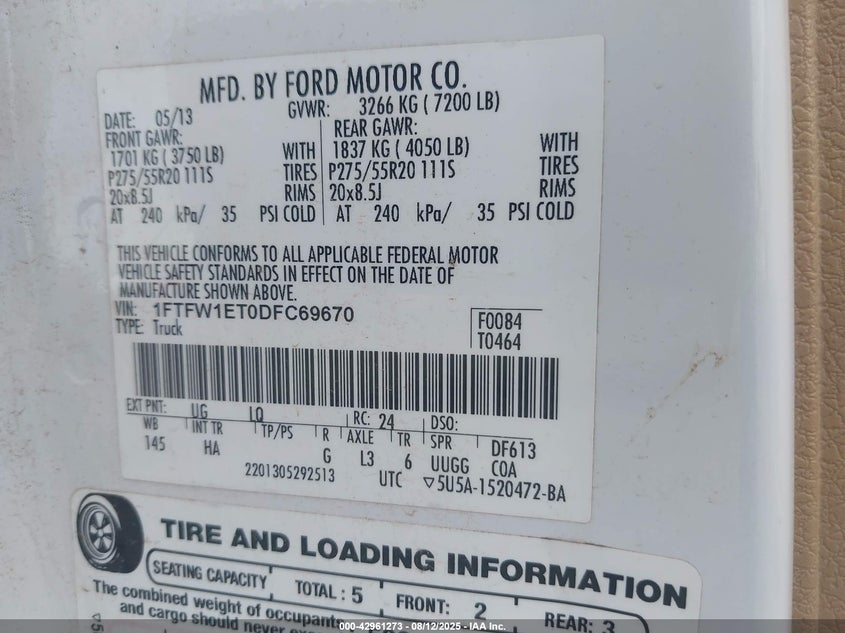 MFD. BY FORD MOTOR CO.
DATE: 05/13 GVWR: 3266 KG ( 7200 LB)
FRONT GAWR: REAR GAWR:
1701 KG ( 3750 LB) WITH 1837 KG ( 4050 LB) WITH
P275/55R20 111S TIRES P275/55R20 111S TIRES
20x8.5J RIMS 20x8.5J RIMS
AT 240 kPa/ 35 PSI COLD AT 240 kPa/ 35 PSI COLD
THIS VEHICLE CONFORMS TO ALL APPLICABLE FEDERAL MOTOR
VEHICLE SAFETY STANDARDS IN EFFECT ON THE DATE OF
MANUFACTURE SHOWN ABOVE.
VIN: 1FTFW1ET0DFC69670
TYPE: Truck
F0084
T0464
EXT PNT: UG IQ RC: 24 DSO:
WB INT TR TP/PS R AXLE TR SPR DF613
145 HA G L3 6 UUGG COA
2201305292513 UTC ▽5U5A-1520472-BA
TIRE AND LOADING INFORMATION
SEATING CAPACITY TOTAL : 5 FRONT: 2 REAR: 3
The combined weight of occupants
and cargo should never
000-42961273 - 08/12/2025 - IAA, Inc.